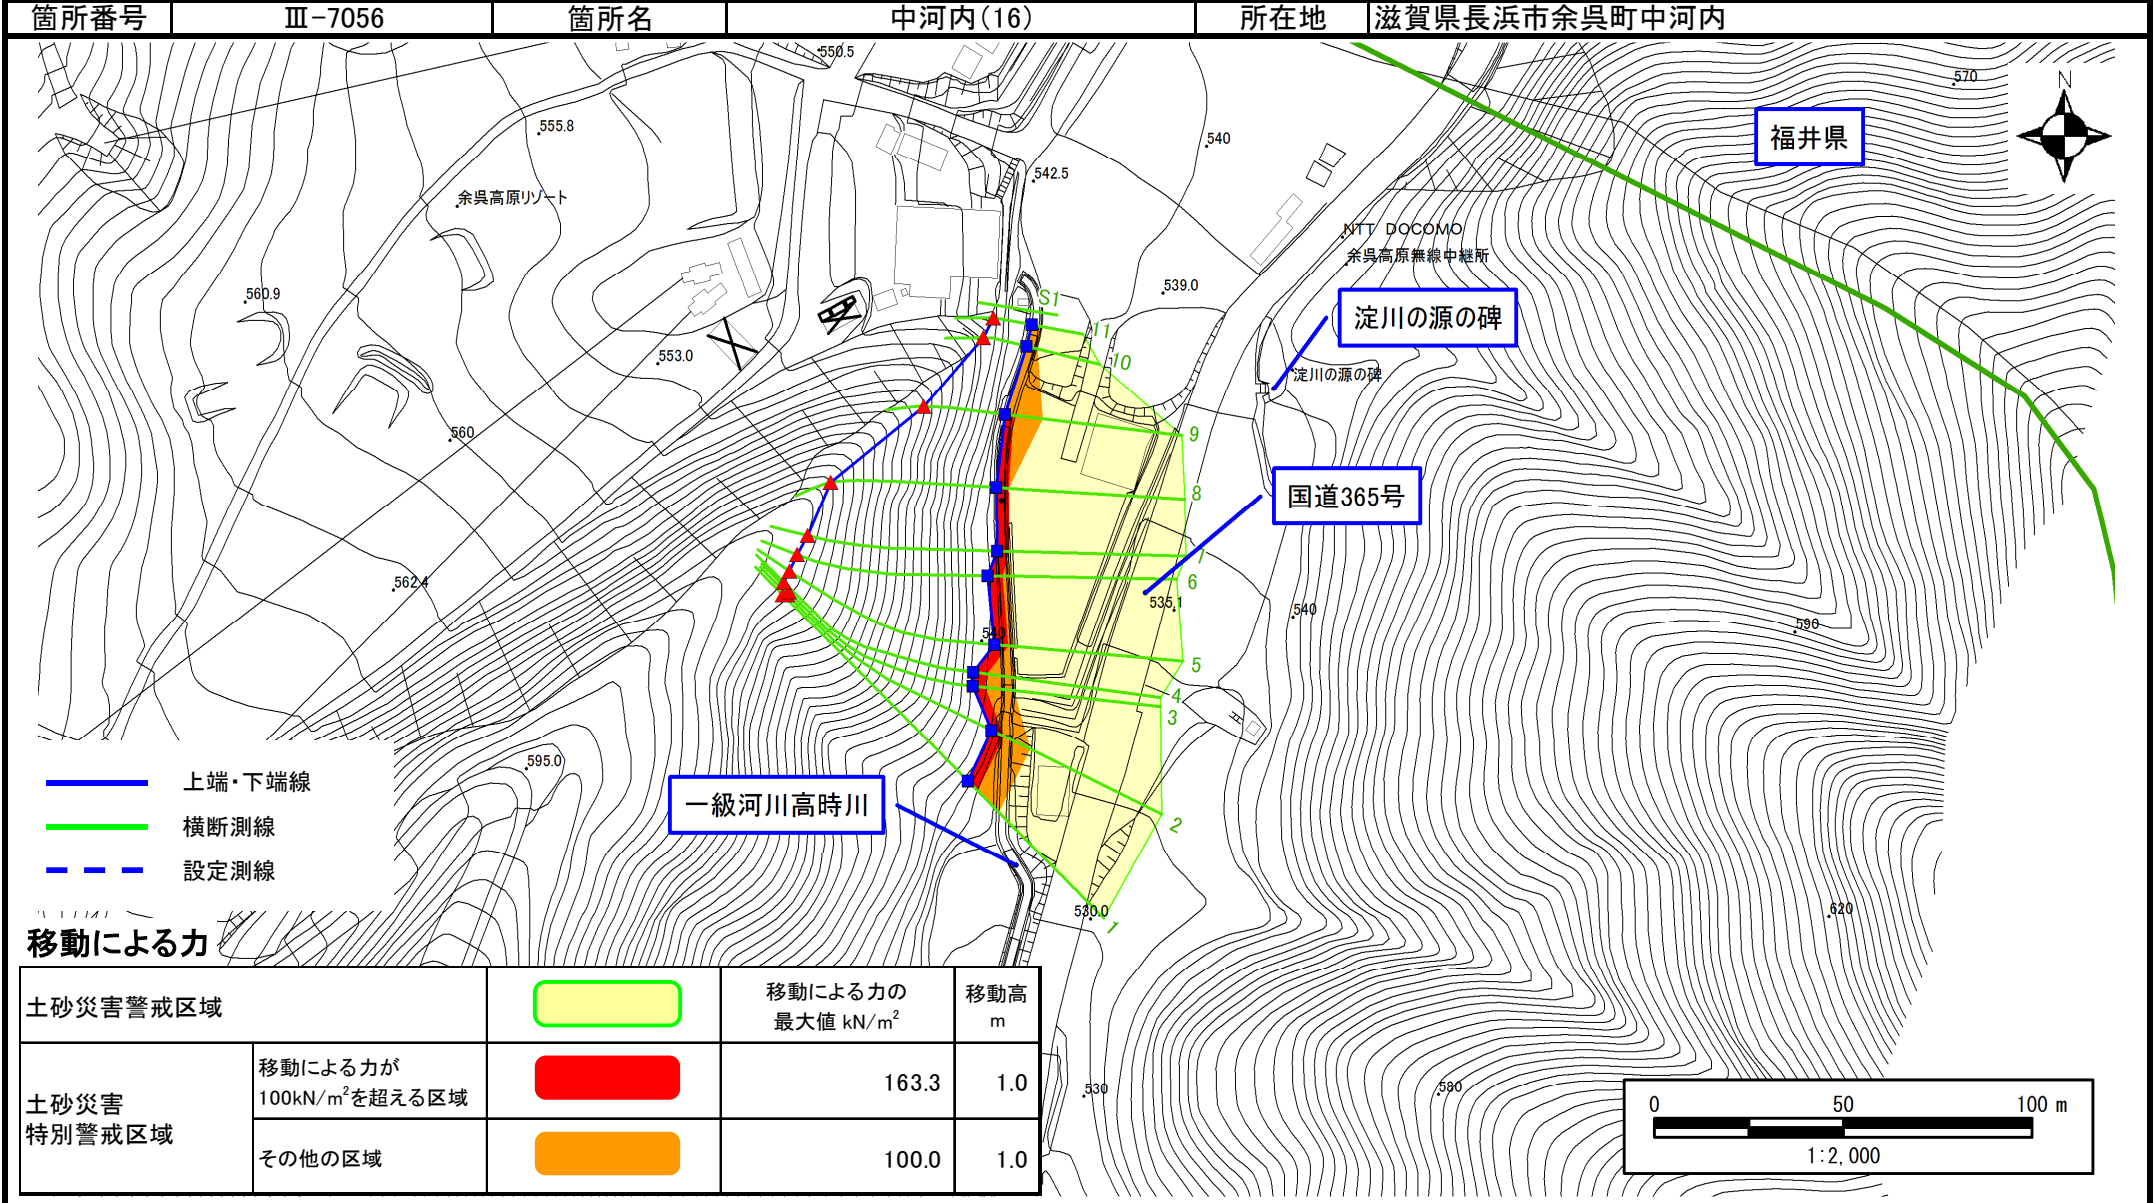 箇所番号 Ⅲ-7056 箇所名 中河内(16) 所在地 滋賀県長浜市余呉町中河内
550.5
570
N
555.8
540
福井県
542.5
余呉高原リゾート
NTT DOCOMO
余呉高原無線中継所
560.9
539.0
S1
淀川の源の碑
11
553.0
10
淀川の源の碑
560
9
8
国道365号
7
562.4
6
535.1
540
590
540
5
4
3
595.0
上端・下端線
一級河川高時川
2
横断測線
設定測線
530.0
1
620
移動による力
土砂災害警戒区域
移動による力の
最大値 kN/m²
移動高
m
土砂災害
特別警戒区域
移動による力が
100kN/m²を超える区域
163.3 1.0
530
580
その他の区域
100.0 1.0
0 50 100 m
1:2,000